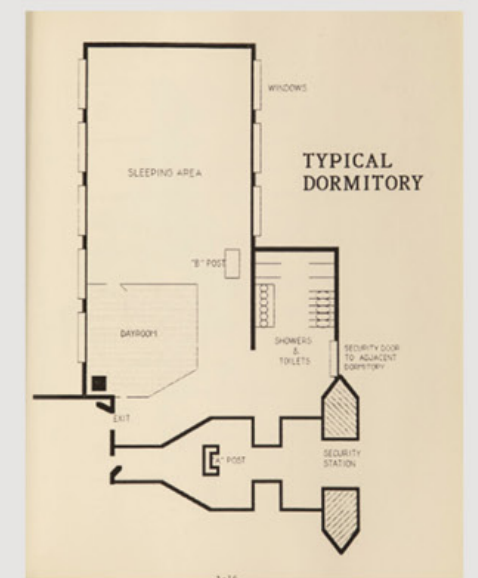 WINDOWS
TYPICAL
DORMITORY
SLEEPING AREA
"B" POST
DAYROOM
SHOWERS
&
TOILETS
SECURITY DOOR
TO ADJACENT
DORMITORY
EXIT
"A" POST
SECURITY
STATION